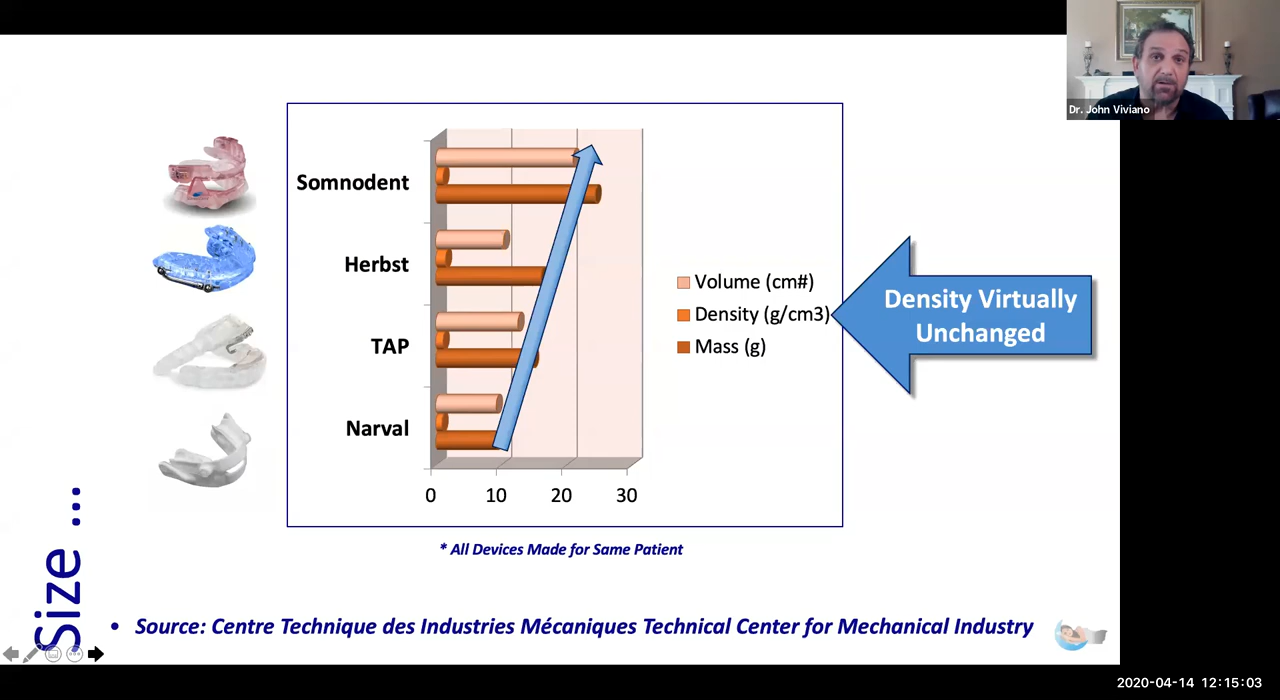 Dr. John Viviano
Somnodent
Herbst
TAP
Narval
0 10 20 30
Volume (cm#)
Density (g/cm3)
Mass (g)
Density Virtually
Unchanged
* All Devices Made for Same Patient
Size ...
• Source: Centre Technique des Industries Mécaniques Technical Center for Mechanical Industry
2020-04-14 12:15:03